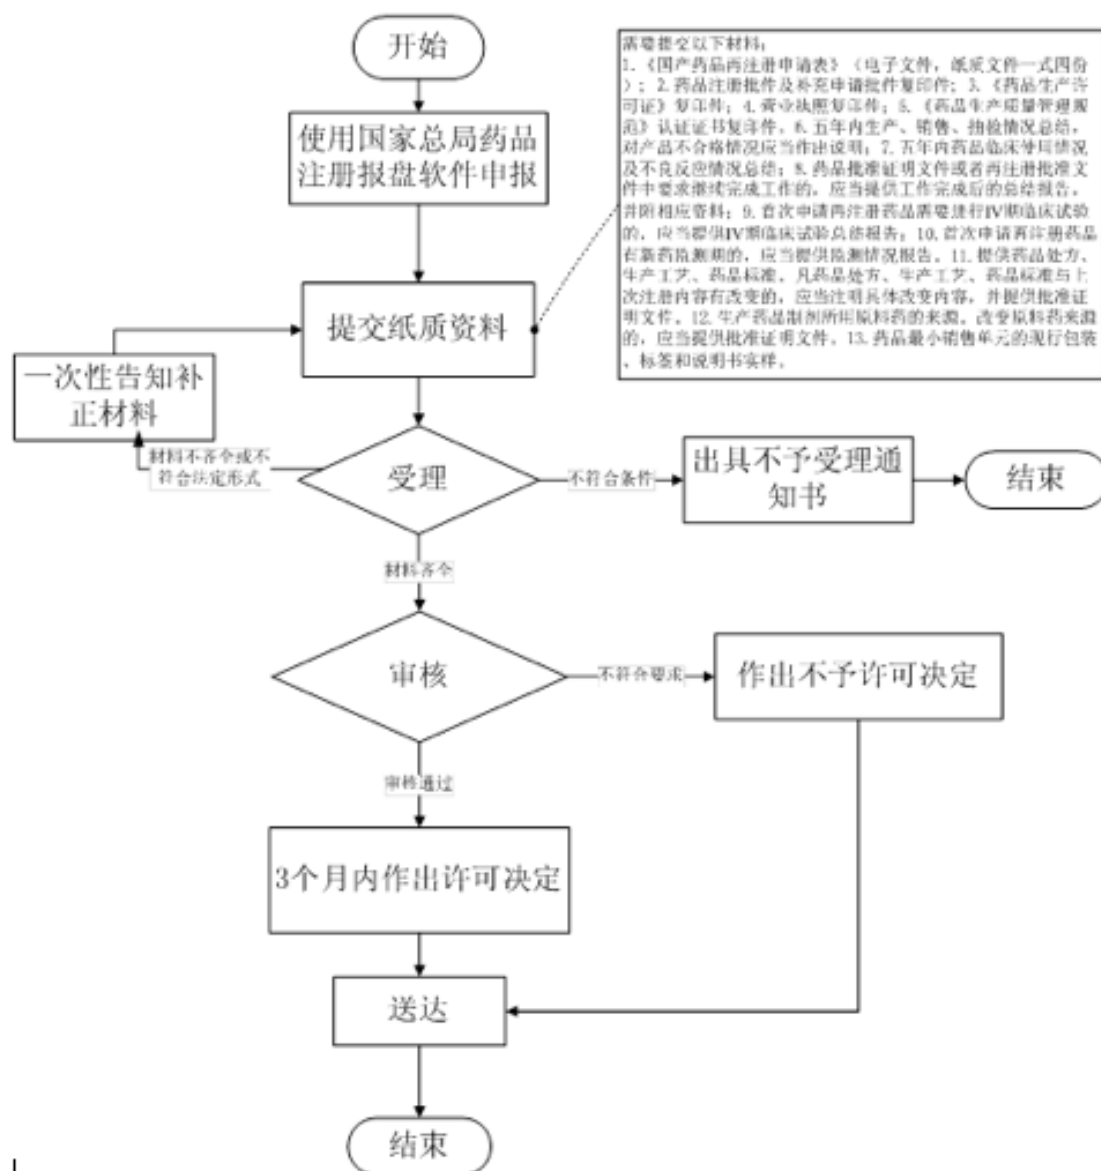 开始
需要提交以下材料：
1.《国产药品再注册申请表》（电子文件，纸质文件一式四份
）；2.药品注册批件及补充申请批件复印件；3.《药品生产许
可证》复印件；4.营业执照复印件；5.《药品生产质量管理规
范》认证证书复印件。6.五年内生产、销售、抽检情况总结，
对产品不合格情况应当作出说明；7.五年内药品临床使用情况
及不良反应情况总结；8.药品批准证明文件或者再注册批准文
件中要求继续完成工作的，应当提供工作完成后的总结报告，
并附相应资料；9.首次申请再注册药品需要进行IV期临床试验
的，应当提供IV期临床试验总结报告；10.首次申请再注册药品
有新药监测期的，应当提供监测情况报告。11.提供药品处方、
生产工艺、药品标准。凡药品处方、生产工艺、药品标准与上
次注册内容有改变的，应当注明具体改变内容，并提供批准证
明文件。12.生产药品制剂所用原料药的来源。改变原料药来源
的，应当提供批准证明文件。13.药品最小销售单元的现行包装
、标签和说明书实样。
使用国家总局药品
注册报盘软件申报
提交纸质资料
一次性告知补
正材料
材料不齐全或不
符合法定形式
受理
不符合条件
出具不予受理通
知书
结束
材料齐全
审核
不符合要求
作出不予许可决定
审核通过
3个月内作出许可决定
送达
结束